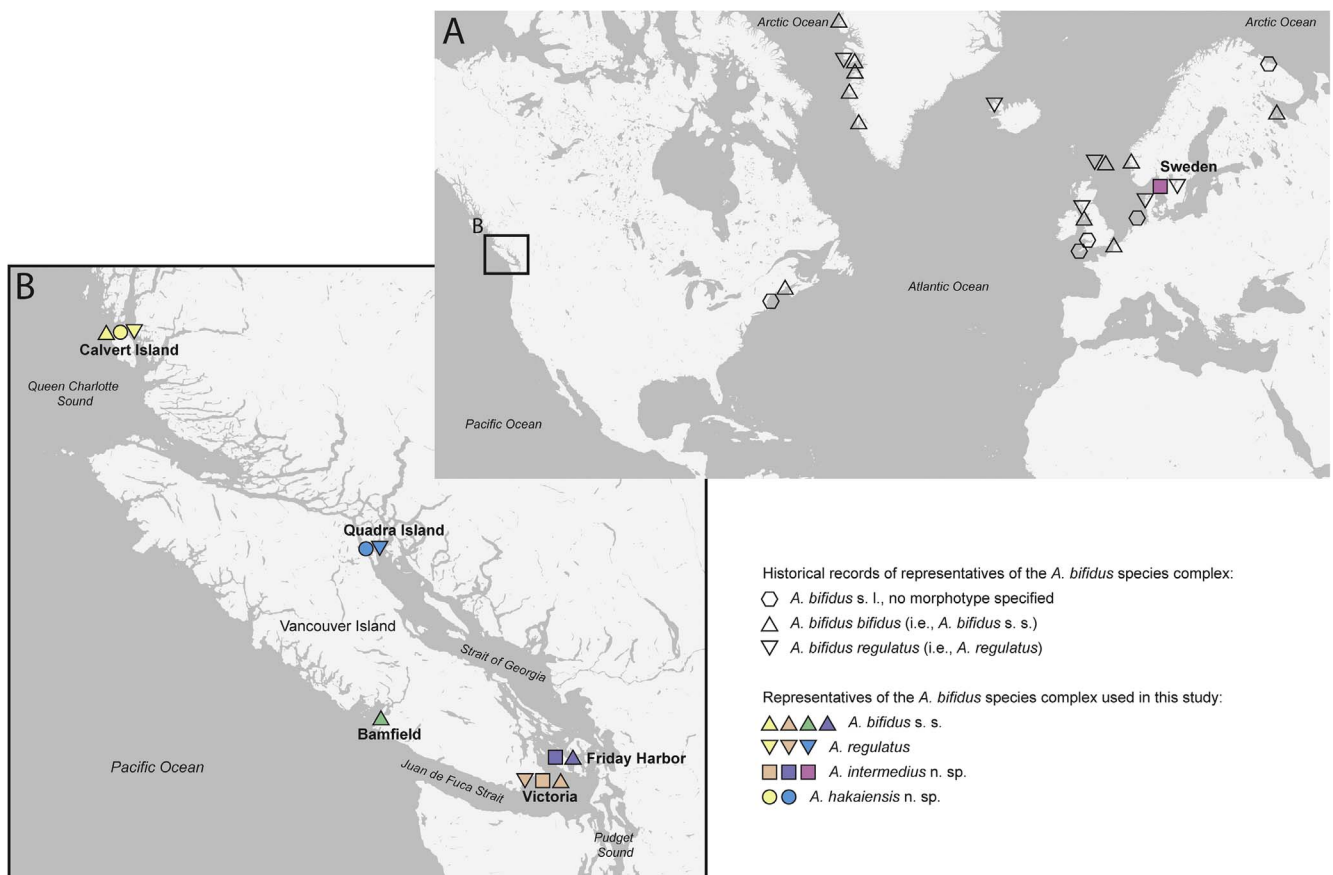 A
Arctic Ocean
Arctic Ocean
Sweden
B
Atlantic Ocean
Pacific Ocean
B
Calvert Island
Queen Charlotte
Sound
Quadra Island
Vancouver Island
Strait of Georgia
Bamfield
Friday Harbor
Juan de Fuca Strait
Victoria
Pacific Ocean
Pudget
Sound
Historical records of representatives of the A. bifidus species complex:
A. bifidus s. l., no morphotype specified
A. bifidus bifidus (i.e., A. bifidus s. s.)
A. bifidus regulatus (i.e., A. regulatus)
Representatives of the A. bifidus species complex used in this study:
A. bifidus s. s.
A. regulatus
A. intermedius n. sp.
A. hakaiensis n. sp.